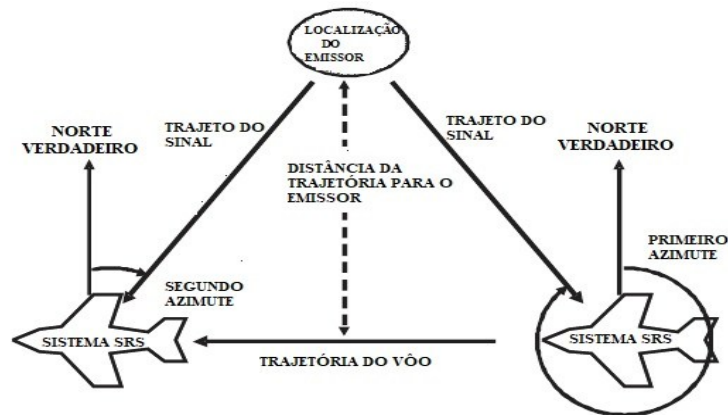 LOCALIZAÇÃO
DO
EMISSOR
NORTE
VERDADEIRO
TRAJETO DO
SINAL
TRAJETO DO
SINAL
NORTE
VERDADEIRO
DISTÂNCIA DA
TRAJETÓRIA PARA O
EMISSOR
PRIMEIRO
AZIMUTE
SEGUNDO
AZIMUTE
SISTEMA SRS
SISTEMA SRS
TRAJETÓRIA DO VÔO